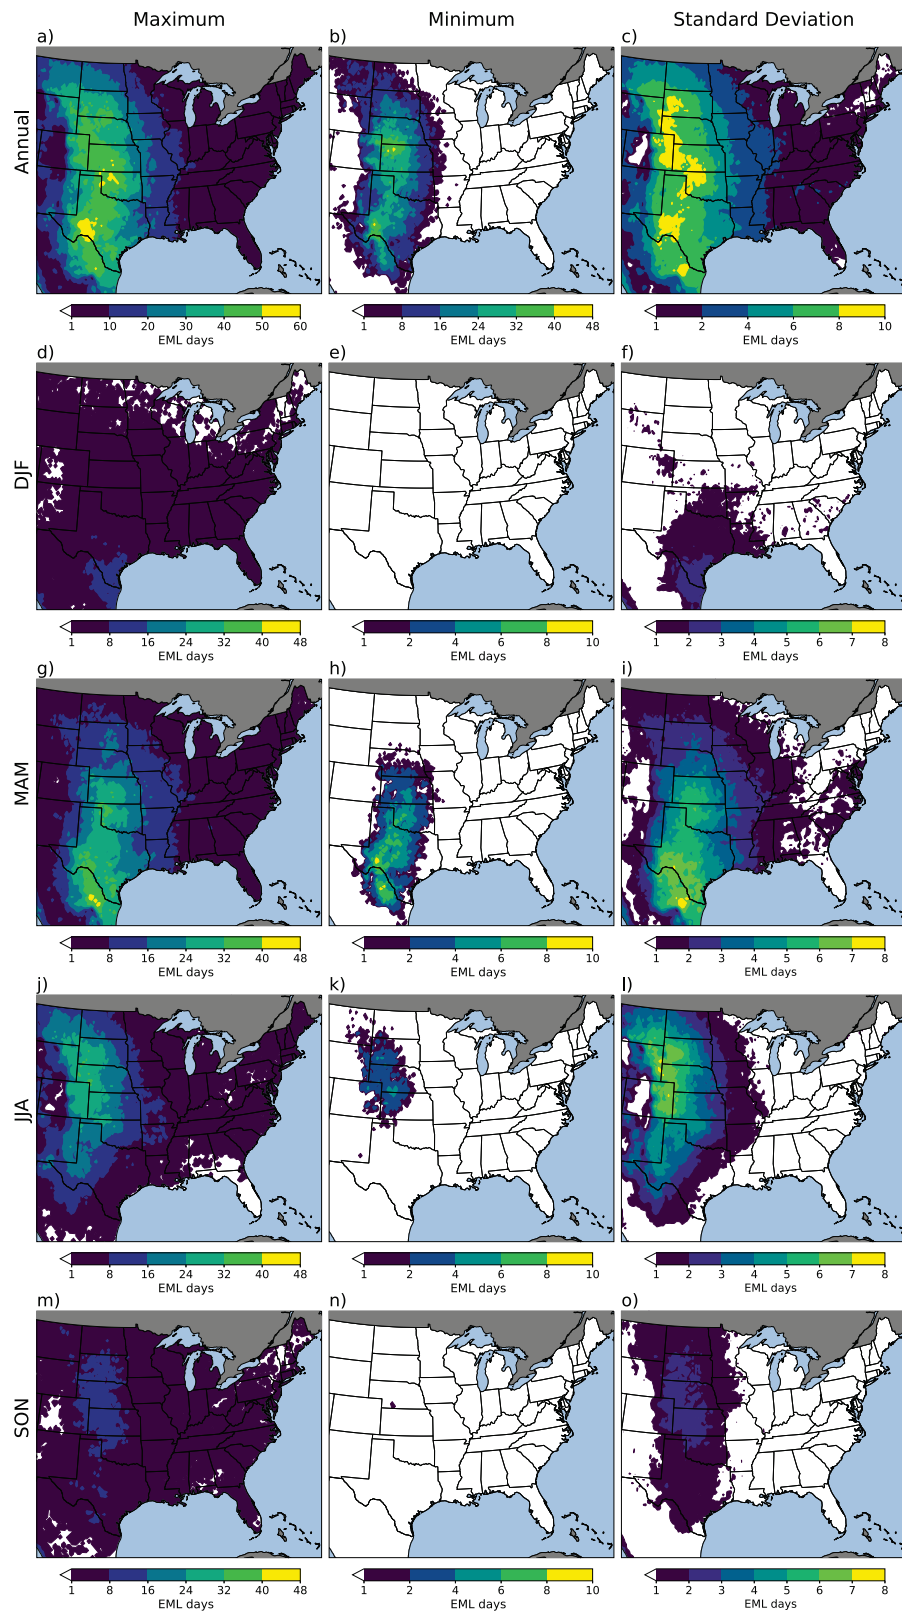 Maximum Minimum Standard Deviation
a) b) c)
Annual
1 10 20 30 40 50 60 1 8 16 24 32 40 48 1 2 4 6 8 10
EML days EML days EML days
d) e) f)
DJF
1 8 16 24 32 40 48 1 2 4 6 8 10 1 2 3 4 5 6 7 8
EML days EML days EML days
g) h) i)
MAM
1 8 16 24 32 40 48 1 2 4 6 8 10 1 2 3 4 5 6 7 8
EML days EML days EML days
j) k) l)
JJA
1 8 16 24 32 40 48 1 2 4 6 8 10 1 2 3 4 5 6 7 8
EML days EML days EML days
m) n) o)
SON
1 8 16 24 32 40 48 1 2 4 6 8 10 1 2 3 4 5 6 7 8
EML days EML days EML days